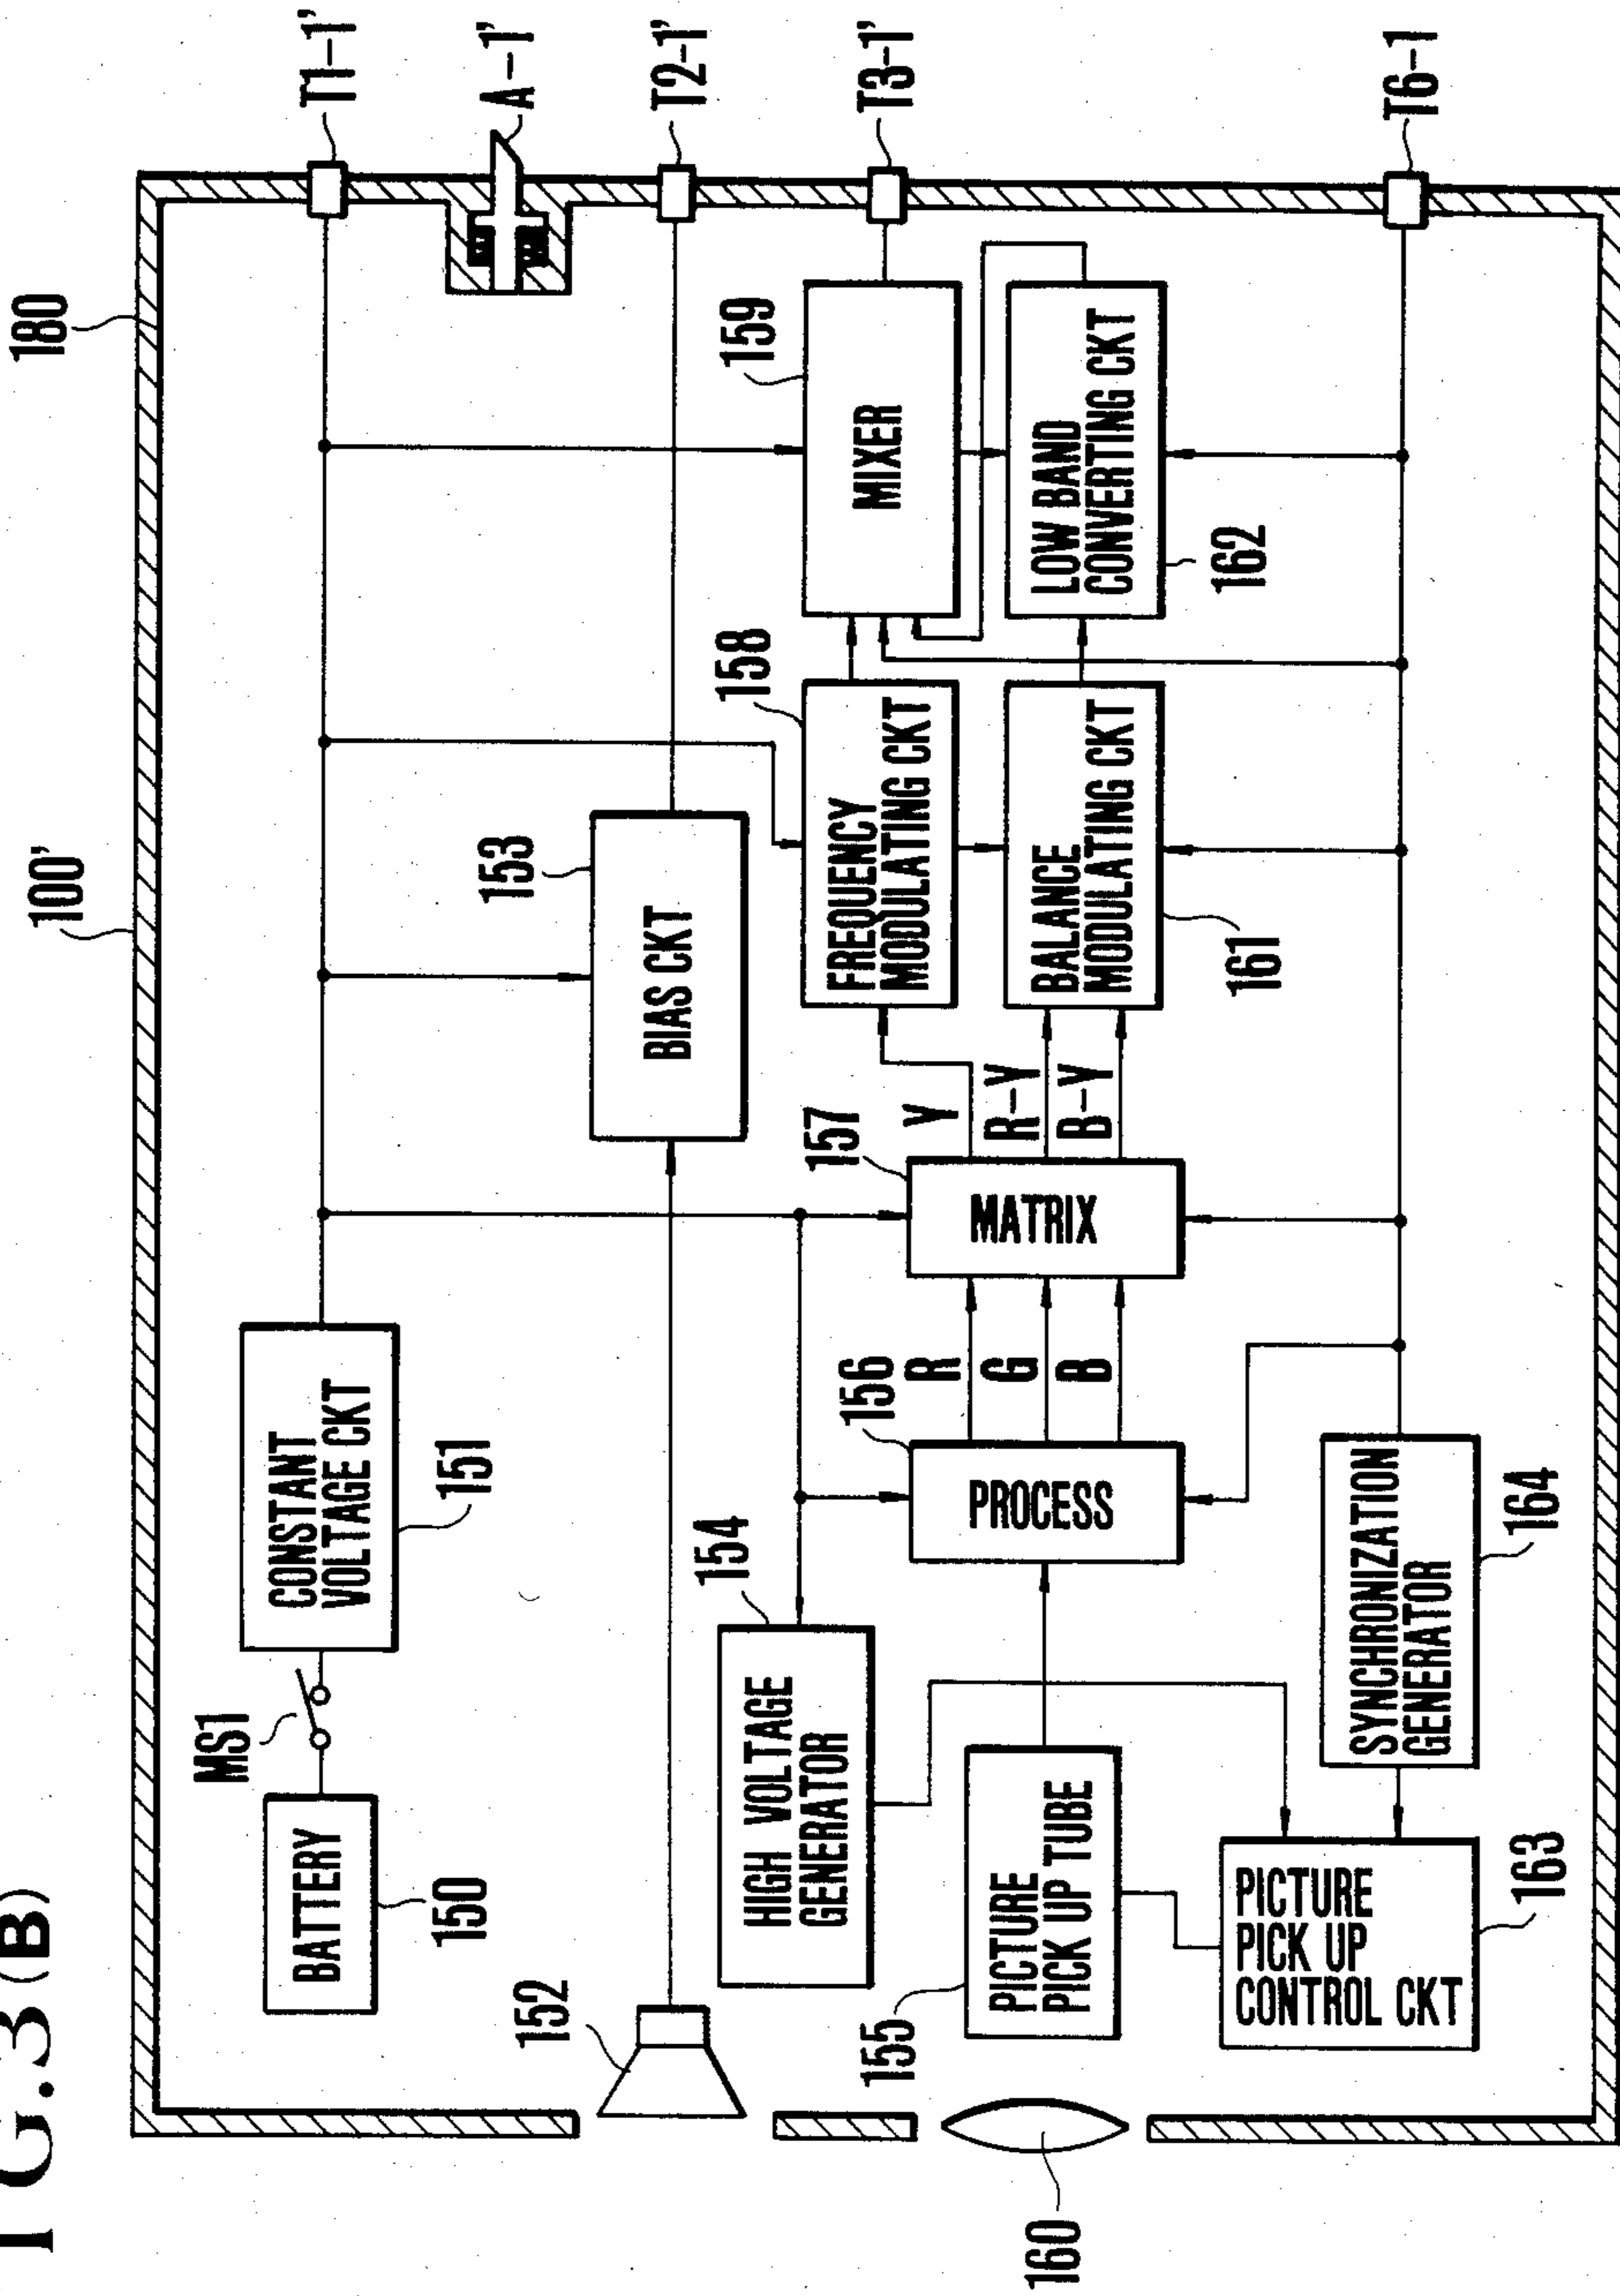 FIG.3 (B)
100'
180
T1-1'
A-1'
T2-1'
T3-1'
T6-1
MS1
BATTERY
150
CONSTANT
VOLTAGE CKT
151
152
BIAS CKT
153
HIGH VOLTAGE
GENERATOR
154
PICTURE
PICK UP TUBE
155
PROCESS
156
R
G
B
MATRIX
157
Y
R-Y
B-Y
FREQUENCY
MODULATING CKT
158
MIXER
159
BALANCE
MODULATING CKT
161
LOW BAND
CONVERTING CKT
162
PICTURE
PICK UP
CONTROL CKT
163
SYNCHRONIZATION
GENERATOR
164
160